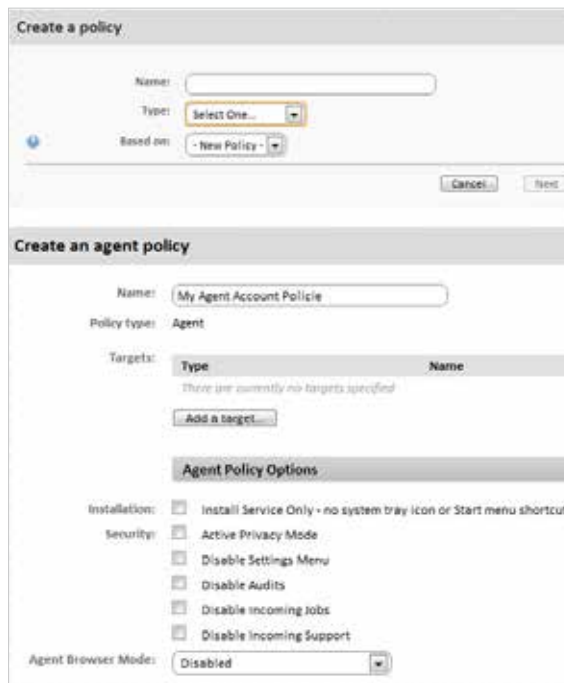 Create a policy
Name:
Type: Select One...
Based on: - New Policy -
Cancel Next
Create an agent policy
Name: My Agent Account Policie
Policy type: Agent
Targets: Type Name
There are currently no targets specified
Add a target...
Agent Policy Options
Installation: Install Service Only - no system tray icon or Start menu shortcut
Security: Active Privacy Mode
Disable Settings Menu
Disable Audits
Disable Incoming Jobs
Disable Incoming Support
Agent Browser Mode: Disabled